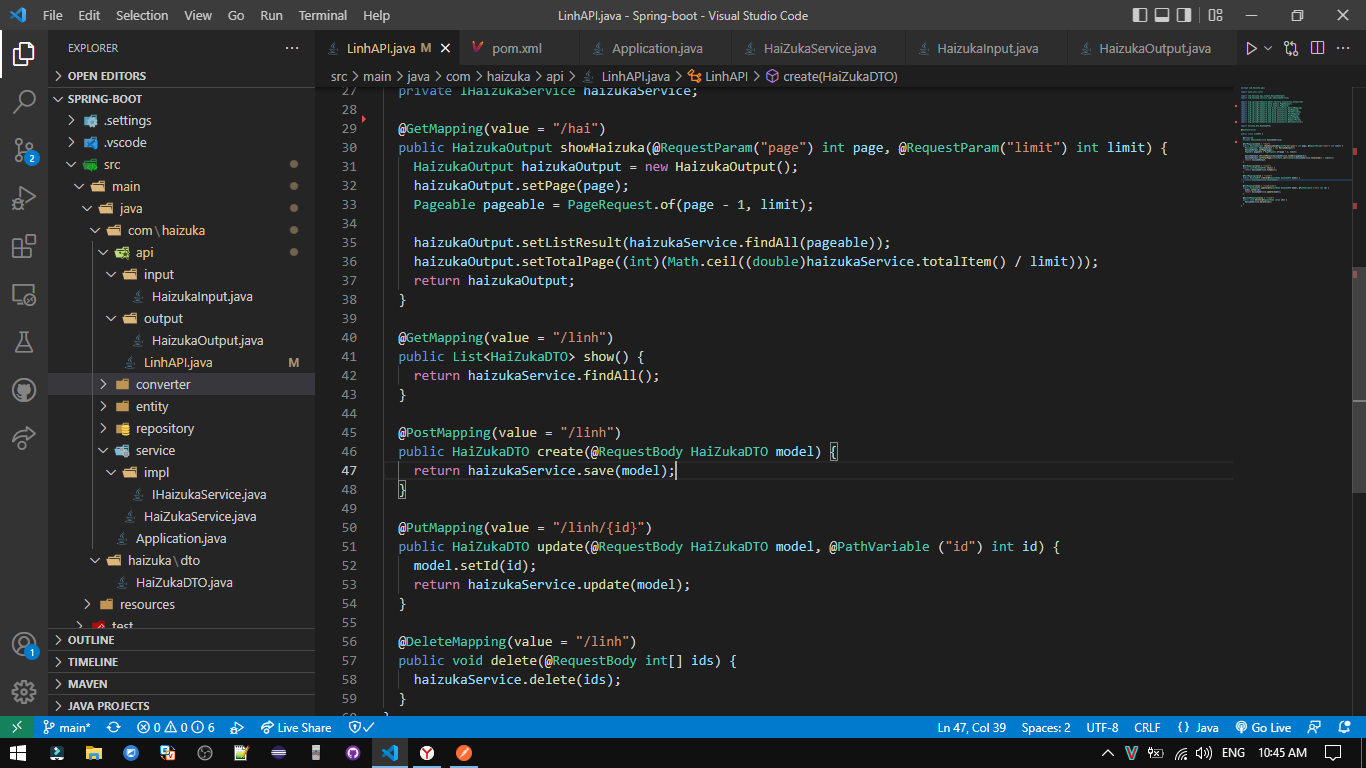 File Edit Selection View Go Run Terminal Help
LinhAPI.java - Spring-boot - Visual Studio Code
EXPLORER
OPEN EDITORS
SPRING-BOOT
.settings
.vscode
src
main
java
com\haizuka
api
input
HaizukaInput.java
output
HaizukaOutput.java
LinhAPI.java M
converter
entity
repository
service
impl
IHaizukaService.java
HaiZukaService.java
Application.java
haizuka\dto
HaiZukaDTO.java
resources
test
OUTLINE
TIMELINE
MAVEN
JAVA PROJECTS
2
1
LinhAPI.java M
pom.xml
Application.java
HaiZukaService.java
HaizukaInput.java
HaizukaOutput.java
src > main > java > com > haizuka > api > LinhAPI.java > LinhAPI > create(HaiZukaDTO)
27 private IHaizukaService haizukaService;
28
29 @GetMapping(value = "/hai")
30 public HaizukaOutput showHaizuka(@RequestParam("page") int page, @RequestParam("limit") int limit) {
31 HaizukaOutput haizukaOutput = new HaizukaOutput();
32 haizukaOutput.setPage(page);
33 Pageable pageable = PageRequest.of(page - 1, limit);
34
35 haizukaOutput.setListResult(haizukaService.findAll(pageable));
36 haizukaOutput.setTotalPage((int)(Math.ceil((double)haizukaService.totalItem() / limit)));
37 return haizukaOutput;
38 }
39
40 @GetMapping(value = "/linh")
41 public List<HaiZukaDTO> show() {
42 return haizukaService.findAll();
43 }
44
45 @PostMapping(value = "/linh")
46 public HaiZukaDTO create(@RequestBody HaiZukaDTO model) {
47 return haizukaService.save(model);
48 }
49
50 @PutMapping(value = "/linh/{id}")
51 public HaiZukaDTO update(@RequestBody HaiZukaDTO model, @PathVariable ("id") int id) {
52 model.setId(id);
53 return haizukaService.update(model);
54 }
55
56 @DeleteMapping(value = "/linh")
57 public void delete(@RequestBody int[] ids) {
58 haizukaService.delete(ids);
59 }
main* 0 0 6 Live Share
Ln 47, Col 39 Spaces: 2 UTF-8 CRLF {} Java Go Live
ENG 10:45 AM